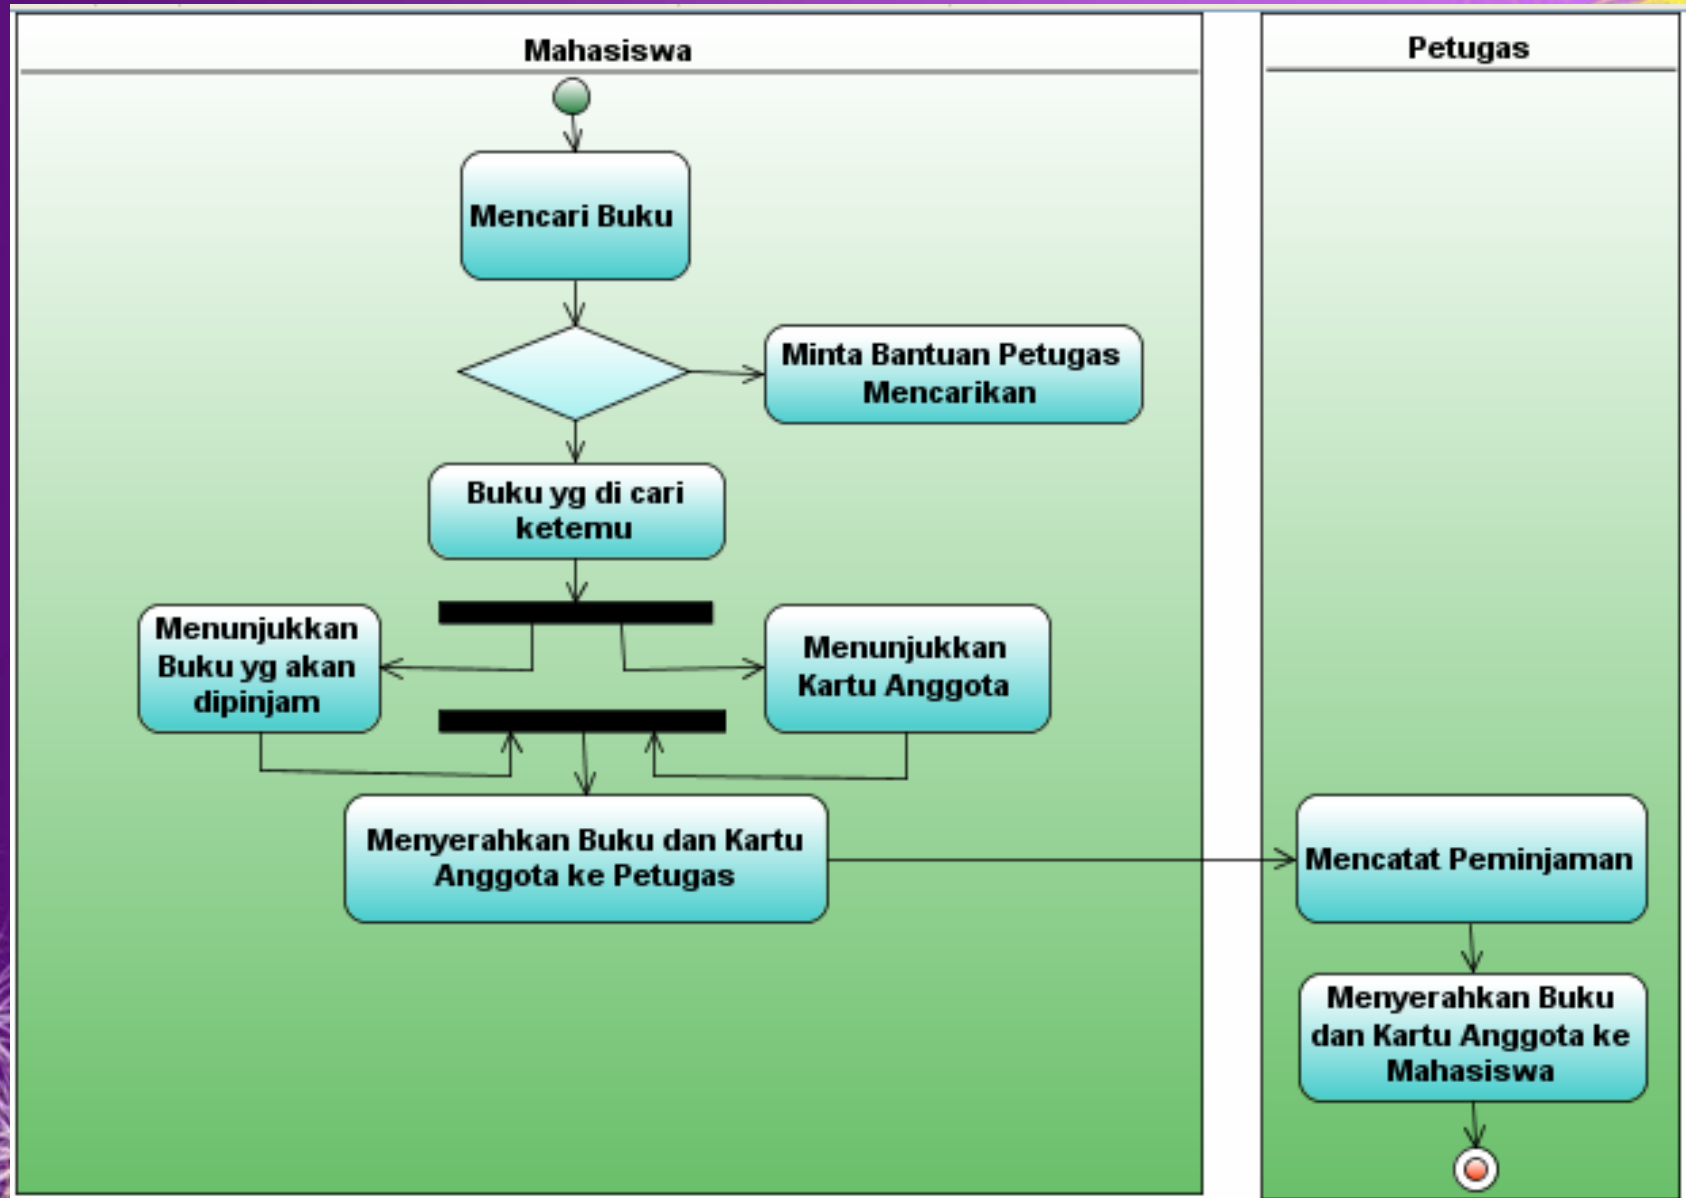 Mahasiswa
Petugas
Mencari Buku
Minta Bantuan Petugas
Mencarikan
Buku yg di cari
ketemu
Menunjukkan
Buku yg akan
dipinjam
Menunjukkan
Kartu Anggota
Menyerahkan Buku dan Kartu
Anggota ke Petugas
Mencatat Peminjaman
Menyerahkan Buku
dan Kartu Anggota ke
Mahasiswa